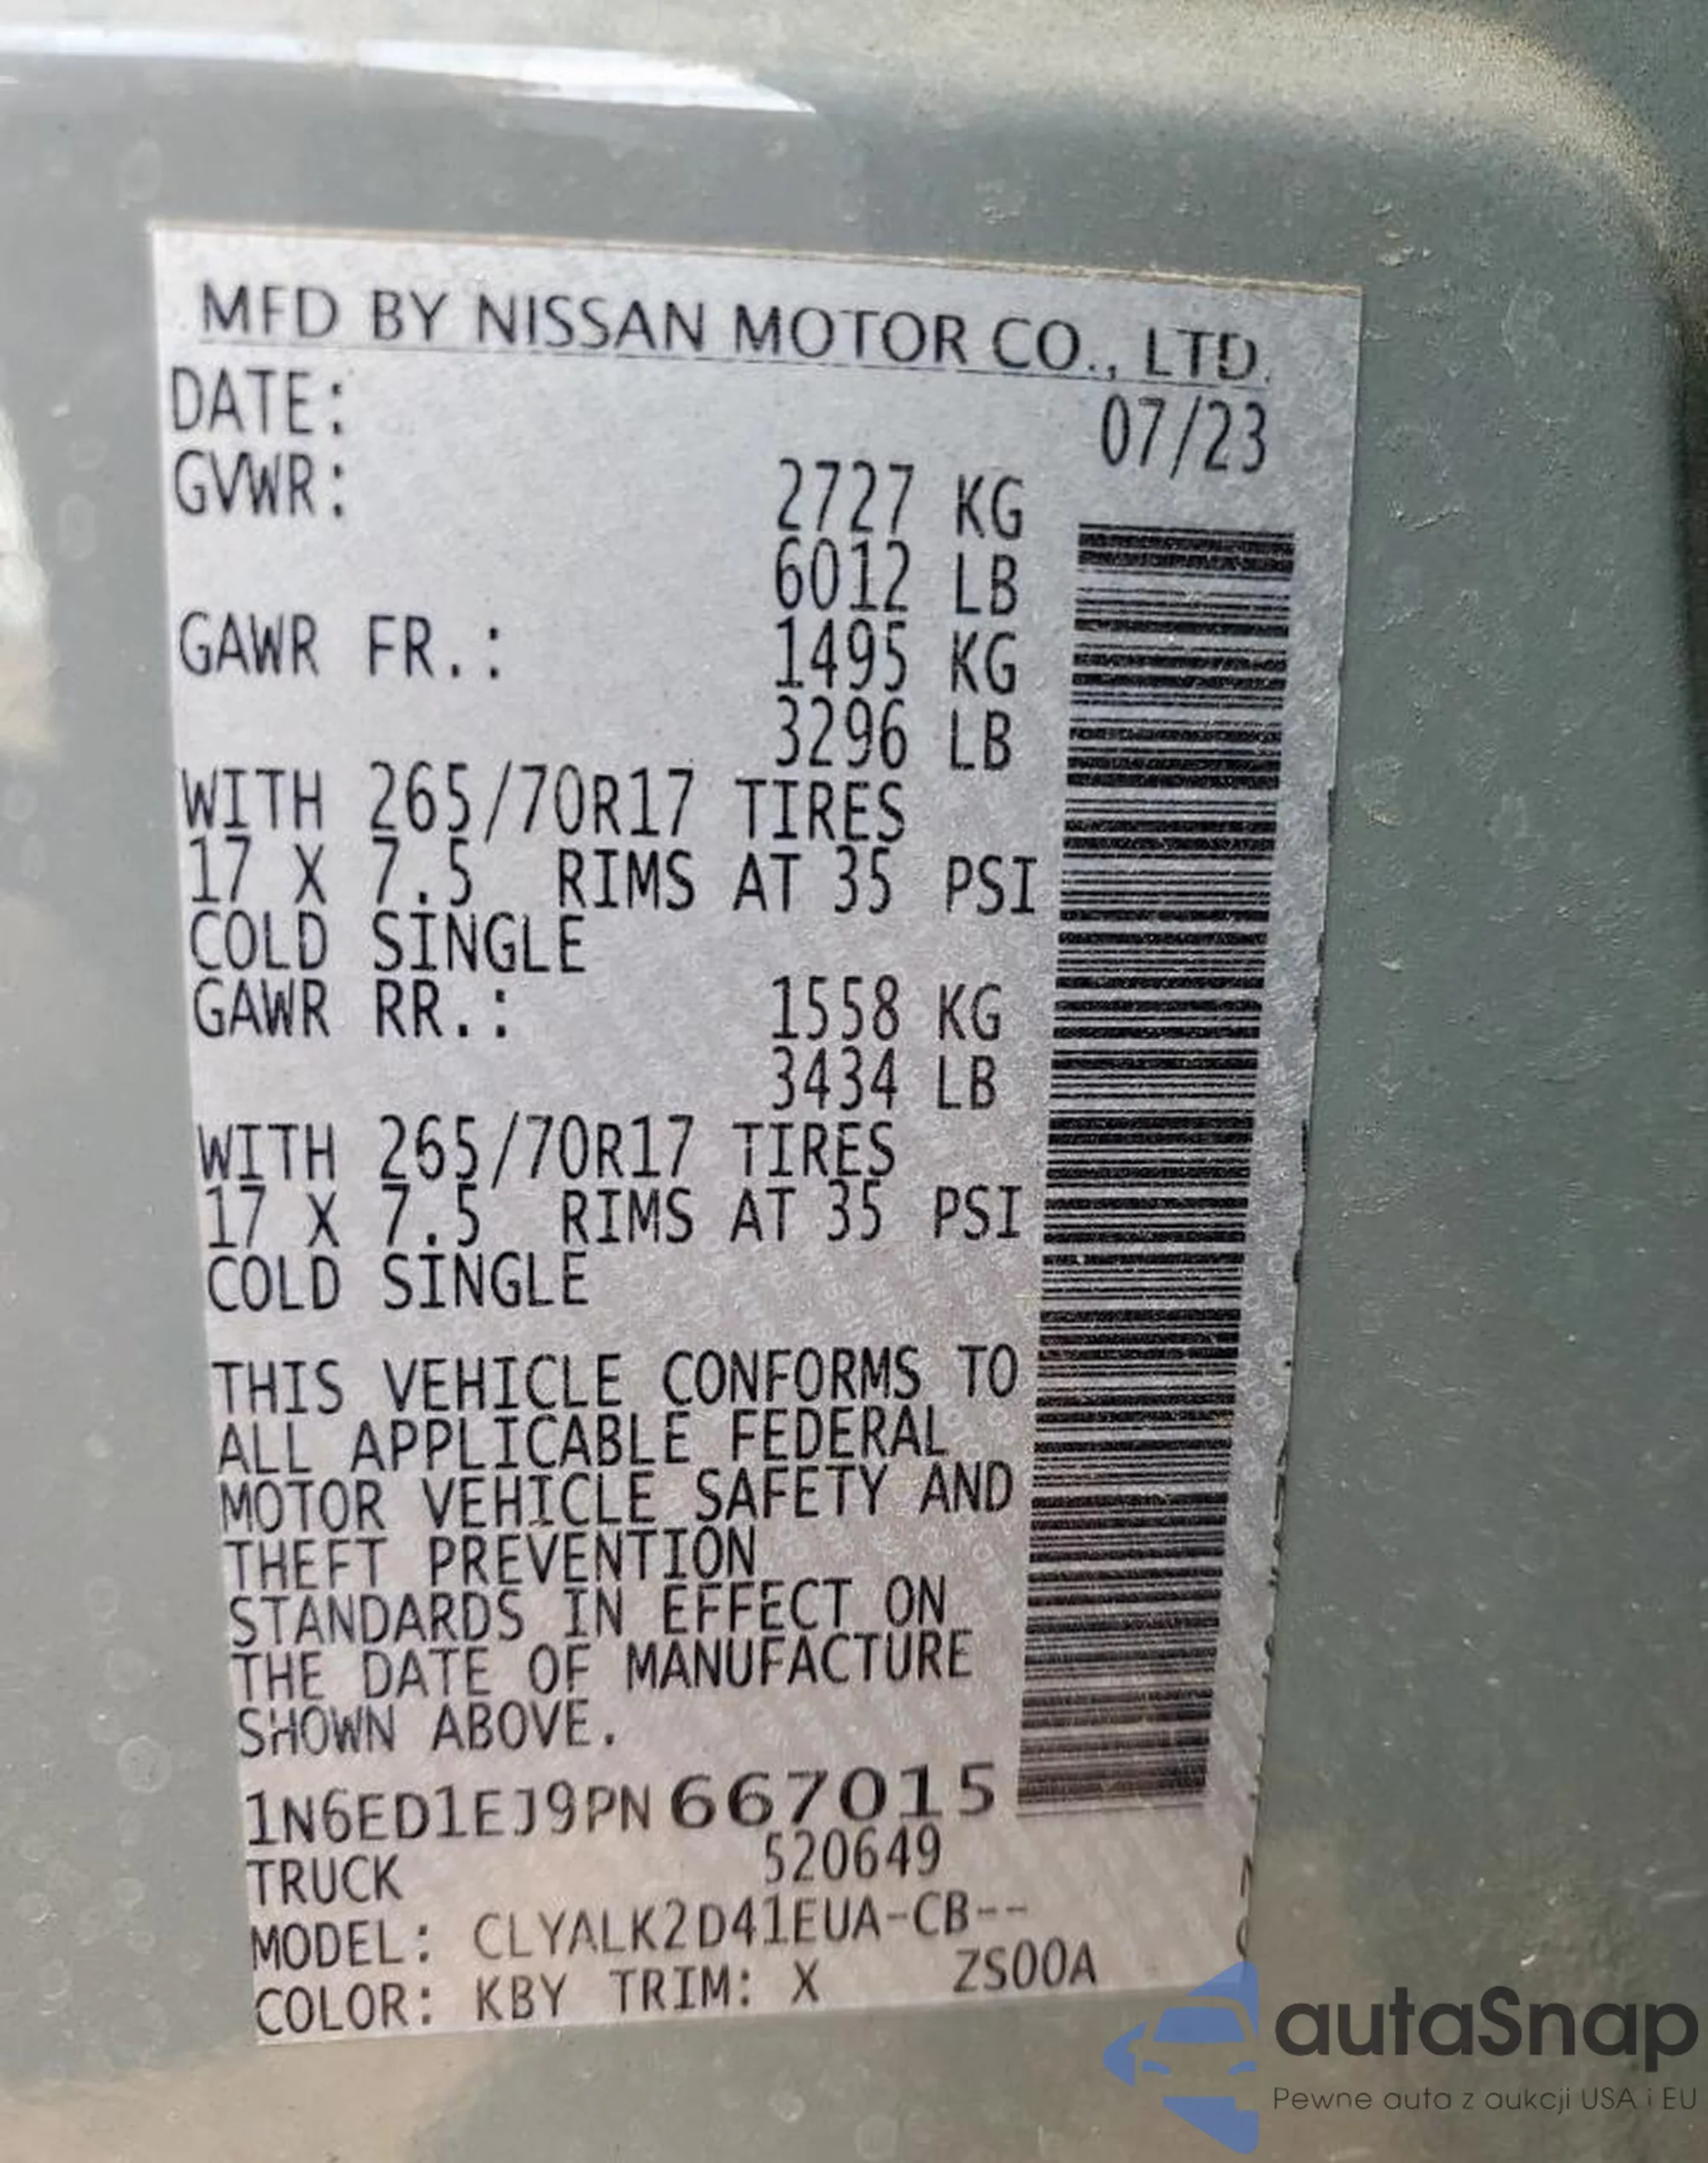 MFD BY NISSAN MOTOR CO., LTD.
DATE: 07/23
GVWR: 2727 KG
6012 LB
GAWR FR.: 1495 KG
3296 LB
WITH 265/70R17 TIRES
17 X 7.5 RIMS AT 35 PSI
COLD SINGLE
GAWR RR.: 1558 KG
3434 LB
WITH 265/70R17 TIRES
17 X 7.5 RIMS AT 35 PSI
COLD SINGLE
THIS VEHICLE CONFORMS TO
ALL APPLICABLE FEDERAL
MOTOR VEHICLE SAFETY AND
THEFT PREVENTION
STANDARDS IN EFFECT ON
THE DATE OF MANUFACTURE
SHOWN ABOVE.
1N6ED1EJ9PN667015
TRUCK 520649
MODEL: CLYALK2D41EUA-CB--
COLOR: KBY TRIM: X ZS00A
autaSnap
Pewne auta z aukcji USA i EU